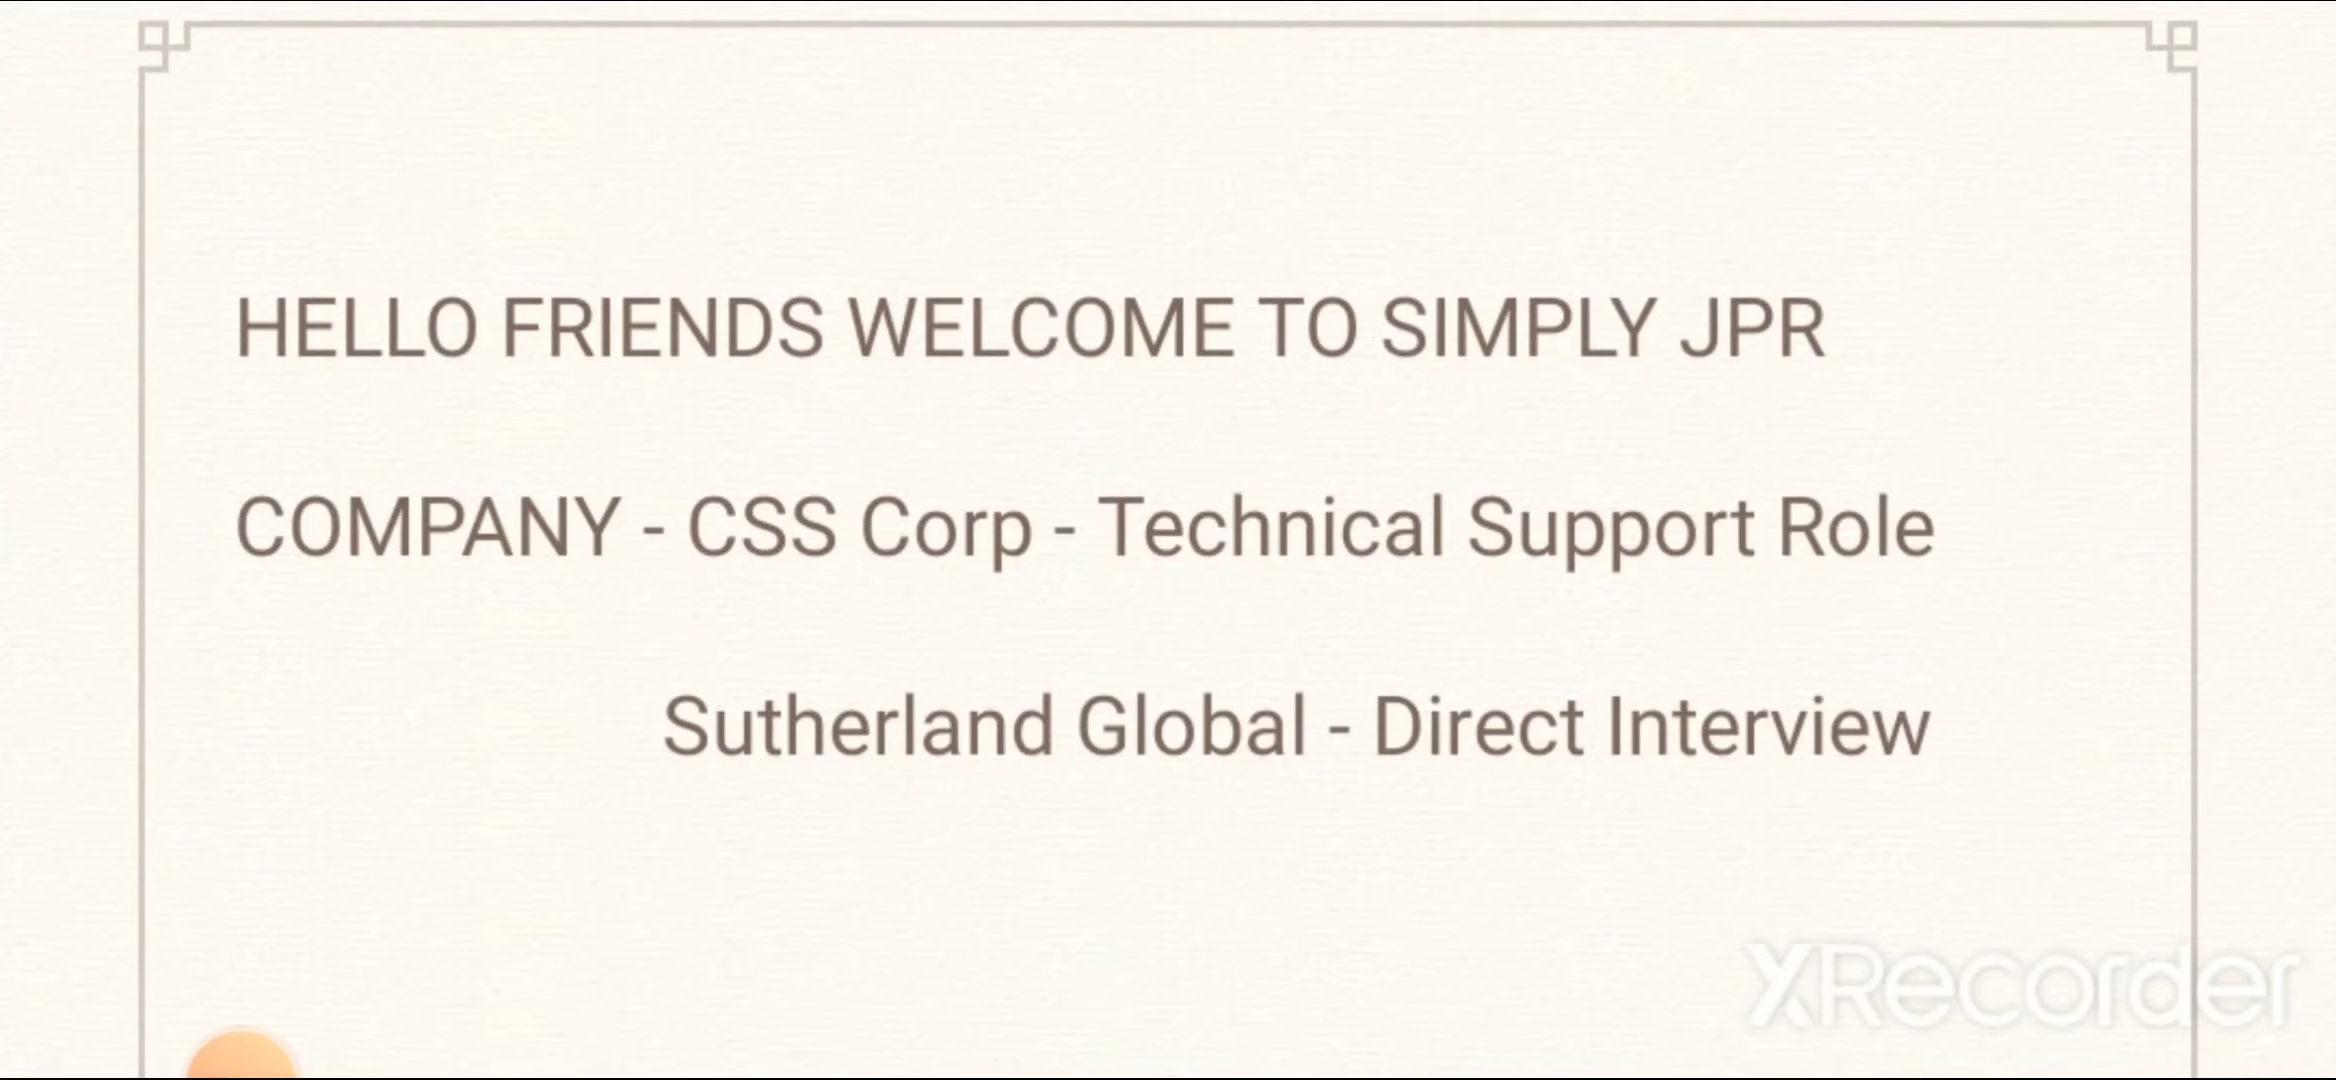 HELLO FRIENDS WELCOME TO SIMPLY JPR
COMPANY - CSS Corp - Technical Support Role
Sutherland Global - Direct Interview
XRecorder